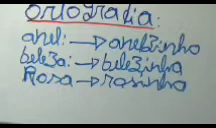 ortografia:
anel: → anelzinho
beleza: → belezinha
Rosa → rosinha